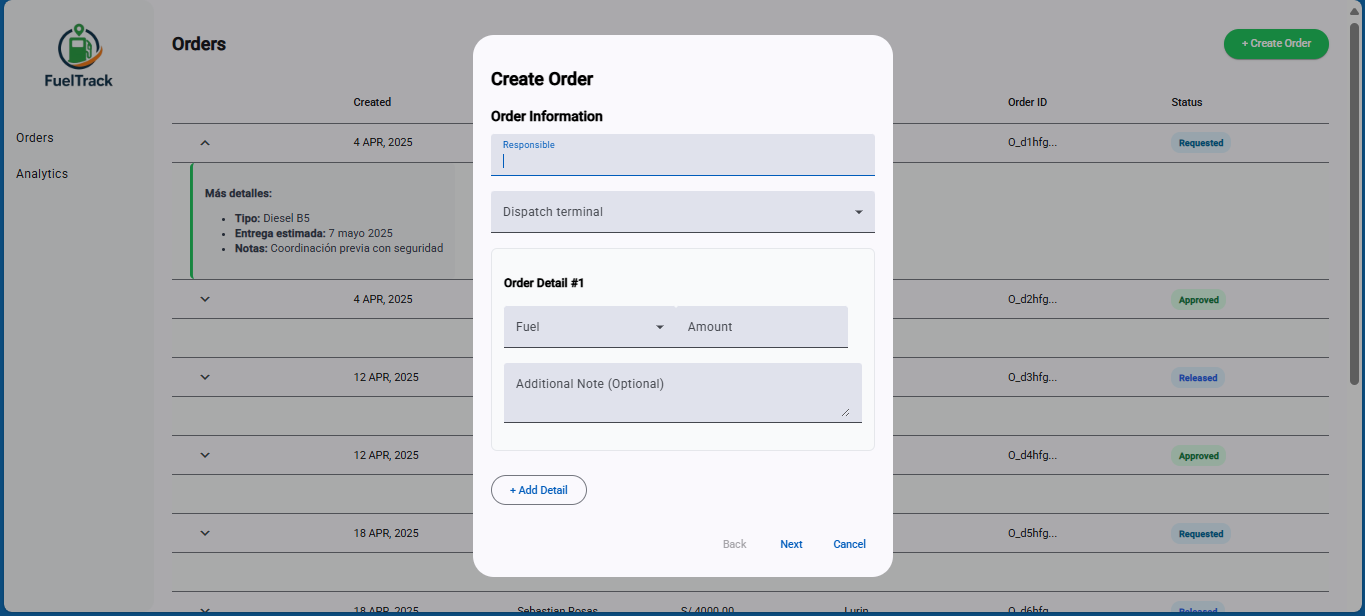 FuelTrack
Orders
Analytics
Orders
+ Create Order
Created
Order ID
Status
4 APR, 2025
O_d1hfg...
Requested
Más detalles:
Tipo: Diesel B5
Entrega estimada: 7 mayo 2025
Notas: Coordinación previa con seguridad
4 APR, 2025
O_d2hfg...
Approved
12 APR, 2025
O_d3hfg...
Released
12 APR, 2025
O_d4hfg...
Approved
18 APR, 2025
O_d5hfg...
Requested
18 APR, 2025
Sebastian Rosas
S/ 4000.00
Lurin
O_d6hfg...
Released
Create Order
Order Information
Responsible
Dispatch terminal
Order Detail #1
Fuel
Amount
Additional Note (Optional)
+ Add Detail
Back
Next
Cancel